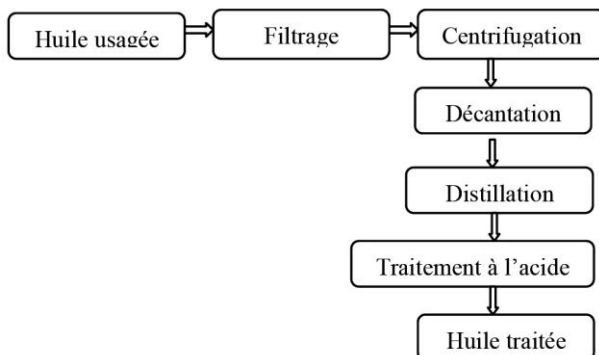 Huile usagée
Filtrage
Centrifugation
Décantation
Distillation
Traitement à l’acide
Huile traitée